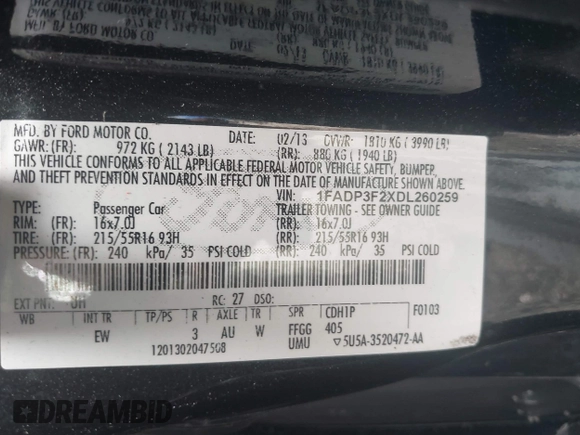 MFD. BY FORD MOTOR CO.
DATE: 02/13 GVWR: 1810 KG ( 3990 LB)
GAWR: (FR): 972 KG ( 2143 LB) (RR): 880 KG ( 1940 LB)
THIS VEHICLE CONFORMS TO ALL APPLICABLE FEDERAL MOTOR VEHICLE SAFETY, BUMPER,
AND THEFT PREVENTION STANDARDS IN EFFECT ON THE DATE OF MANUFACTURE SHOWN ABOVE.
VIN: 1FADP3F2XDL260259
TYPE: Passenger Car TRAILER TOWING - SEE OWNER GUIDE
RIM: (FR): 16x7.0J (RR): 16x7.0J
TIRE: (FR): 215/55R16 93H (RR): 215/55R16 93H
PRESSURE: (FR): 240 kPa/ 35 PSI COLD (RR): 240 kPa/ 35 PSI COLD
EXT PNT: UH RC: 27 DSO: F0103
WB INT TR TP/PS R AXLE TR SPR CDH1P
EW 3 AU W FFGG 405
1201302047508 UMU 5U5A-3520472-AA
DREAMBID